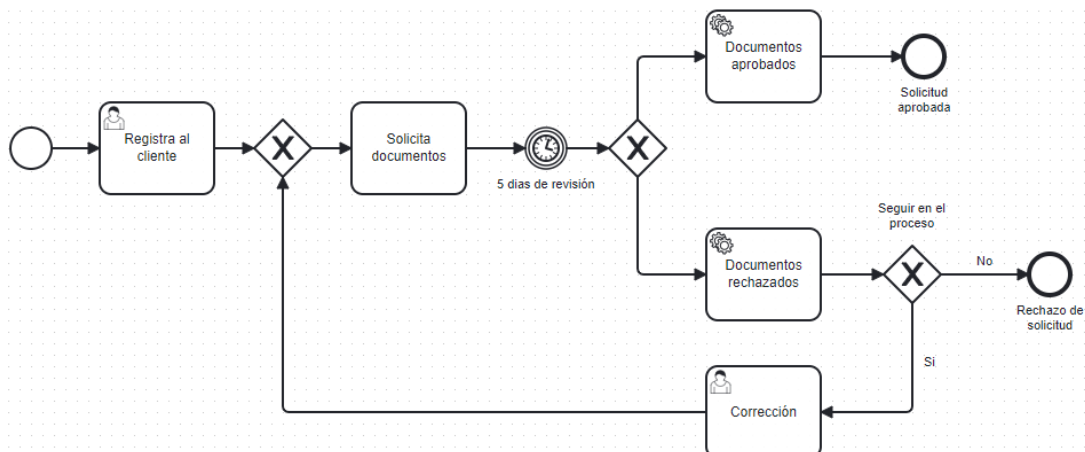 Registra al
cliente
Solicita
documentos
5 dias de revisión
Documentos
aprobados
Solicitud
aprobada
Documentos
rechazados
Seguir en el
proceso
No
Rechazo de
solicitud
Si
Corrección